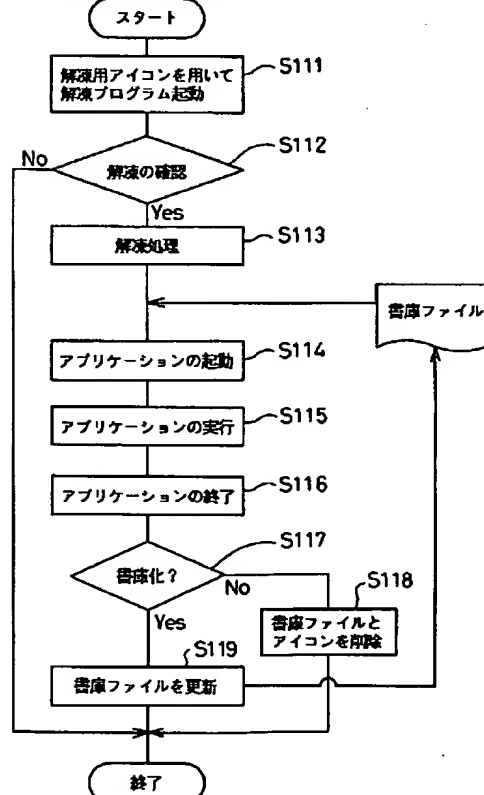 スタート
解凍用アイコンを用いて
解凍プログラム起動
S111
S112
No
解凍の確認
Yes
解凍処理
S113
書庫ファイル
アプリケーションの起動
S114
アプリケーションの実行
S115
アプリケーションの終了
S116
S117
書庫化?
No
S118
Yes
書庫ファイルと
アイコンを削除
S119
書庫ファイルを更新
終了